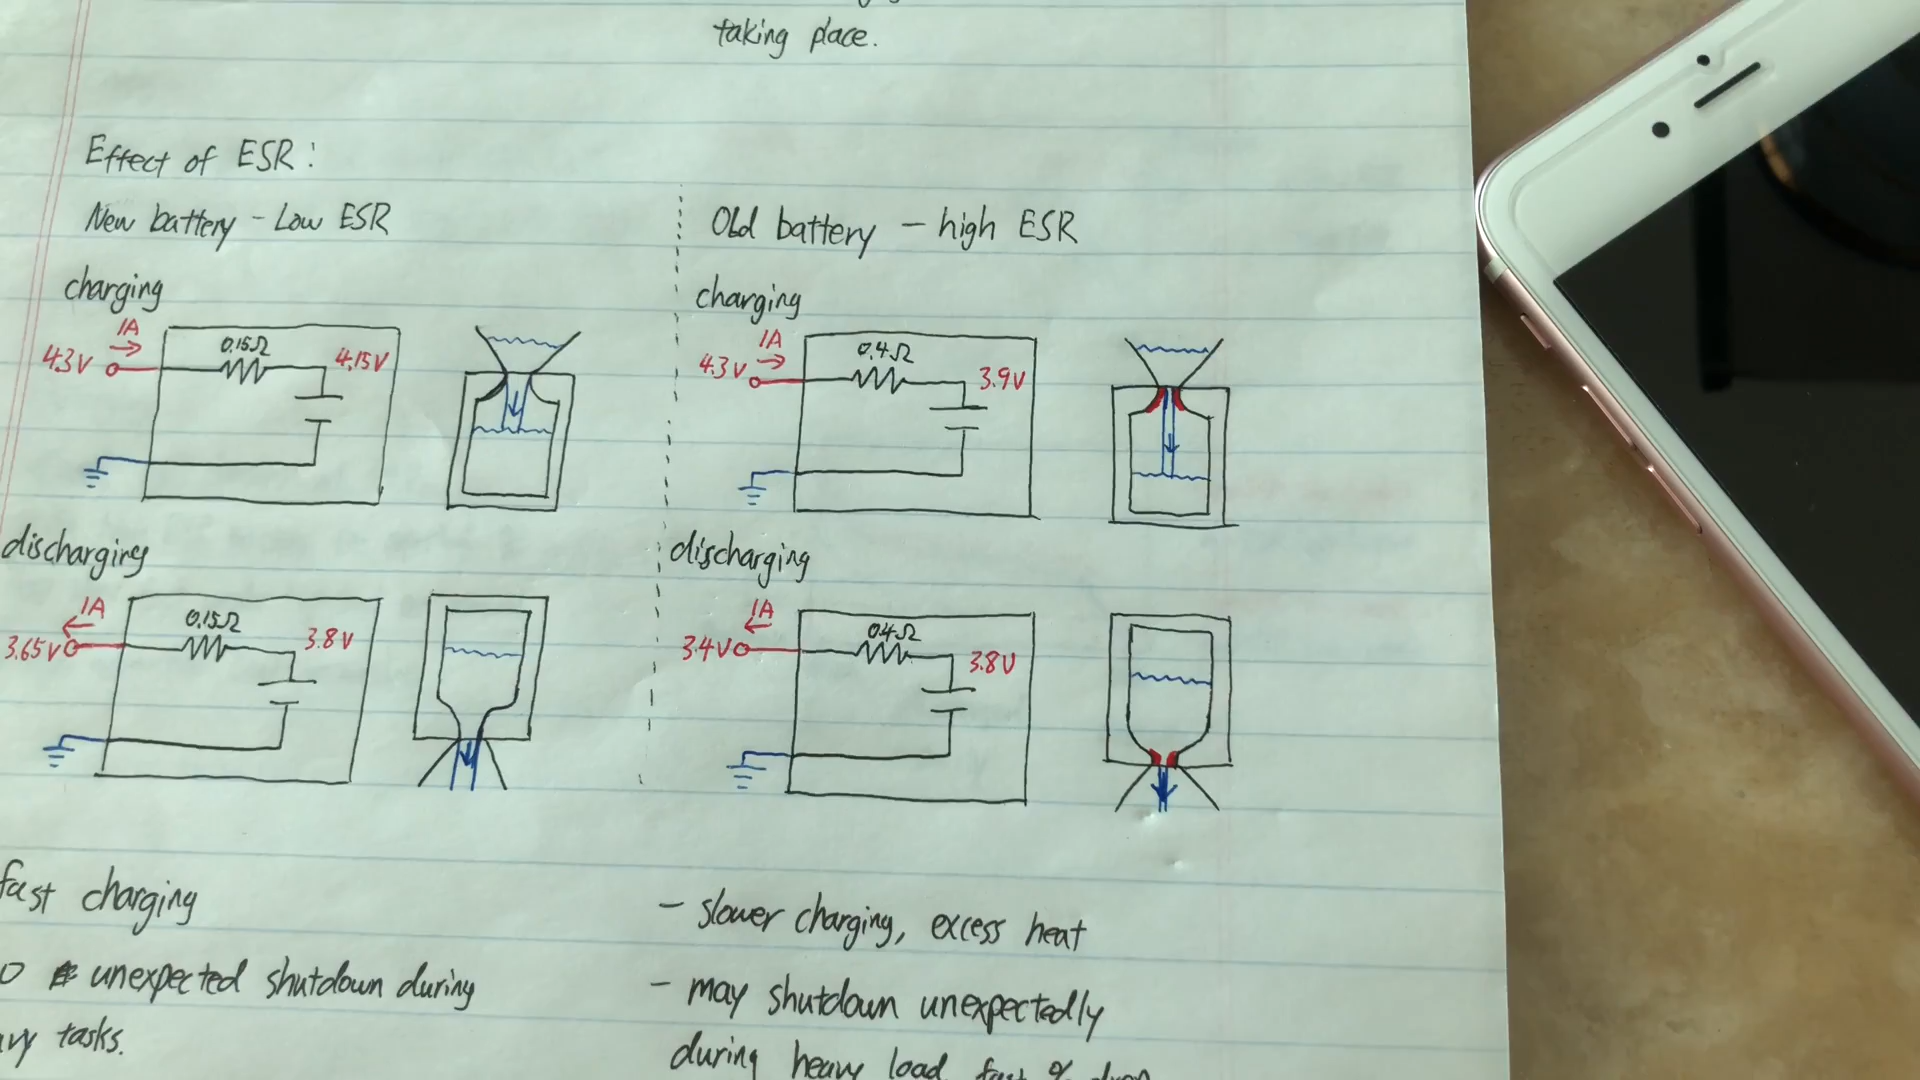 taking place.
Effect of ESR:
New battery - Low ESR
charging
1A
4.3V
0.15Ω
4.15V
discharging
1A
3.65V
0.15Ω
3.8V
fast charging
unexpected shutdown during
tasks.
Old battery - high ESR
charging
1A
4.3V
0.4Ω
3.9V
discharging
1A
3.4V
0.4Ω
3.8V
- slower charging, excess heat
- may shutdown unexpectedly
during heavy load, fast % drop